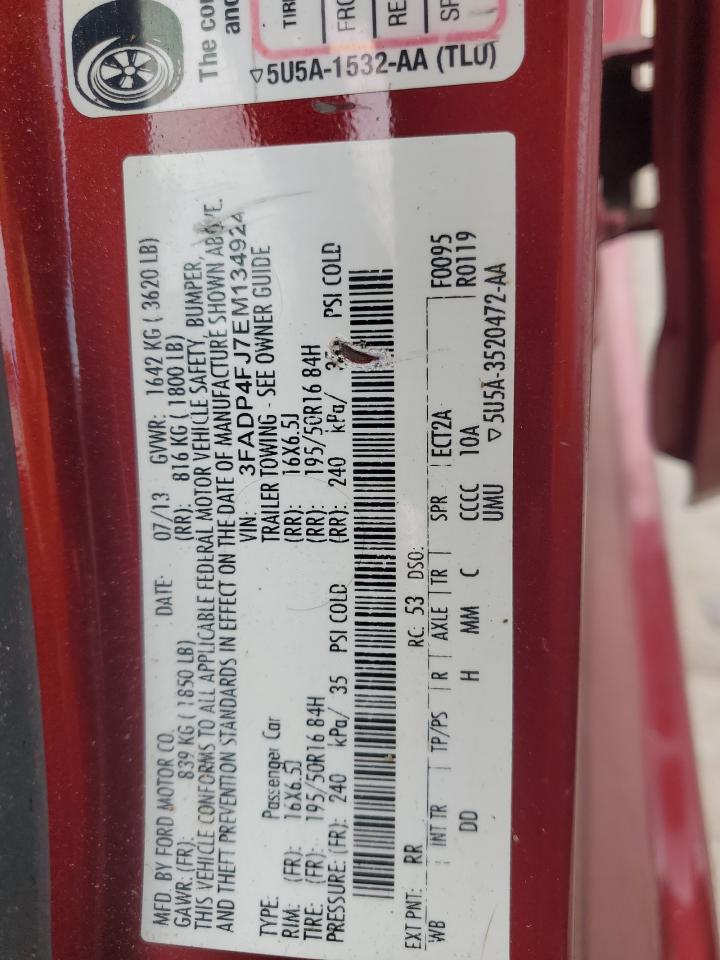 The co
and
TIR
FRO
RE
SP
▽5U5A-1532-AA (TLU)
MFD. BY FORD MOTOR CO. DATE: 07/13 GVWR: 1642 KG ( 3620 LB)
GAWR: (FR): 839 KG ( 1850 LB) (RR): 816 KG ( 1800 LB)
THIS VEHICLE CONFORMS TO ALL APPLICABLE FEDERAL MOTOR VEHICLE SAFETY, BUMPER,
AND THEFT PREVENTION STANDARDS IN EFFECT ON THE DATE OF MANUFACTURE SHOWN ABOVE.
VIN: 3FADP4FJ7EM134924
TYPE: Passenger Car TRAILER TOWING - SEE OWNER GUIDE
RIM: (FR): 16X6.5J (RR): 16X6.5J
TIRE: (FR): 195/50R16 84H (RR): 195/50R16 84H
PRESSURE: (FR): 240 kPa/ 35 PSI COLD (RR): 240 kPa/ PSI COLD
EXT PNT: RR RC: 53 DSO: F0095
WB INT TR TP/PS R AXLE TR SPR ECT2A R0119
DD H MM C CCCC 10A
UMU ▽5U5A-3520472-AA